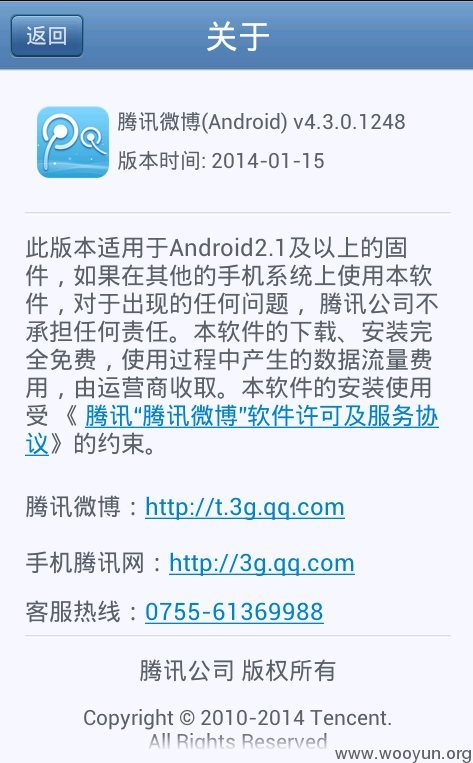 返回
关于
腾讯微博(Android) v4.3.0.1248
版本时间: 2014-01-15
此版本适用于Android2.1及以上的固
件，如果在其他的手机系统上使用本软
件，对于出现的任何问题， 腾讯公司不
承担任何责任。本软件的下载、安装完
全免费，使用过程中产生的数据流量费
用，由运营商收取。本软件的安装使用
受 《 腾讯“腾讯微博”软件许可及服务协
议》的约束。
腾讯微博：http://t.3g.qq.com
手机腾讯网：http://3g.qq.com
客服热线：0755-61369988
腾讯公司 版权所有
Copyright © 2010-2014 Tencent.
All Rights Reserved
www.wooyun.org